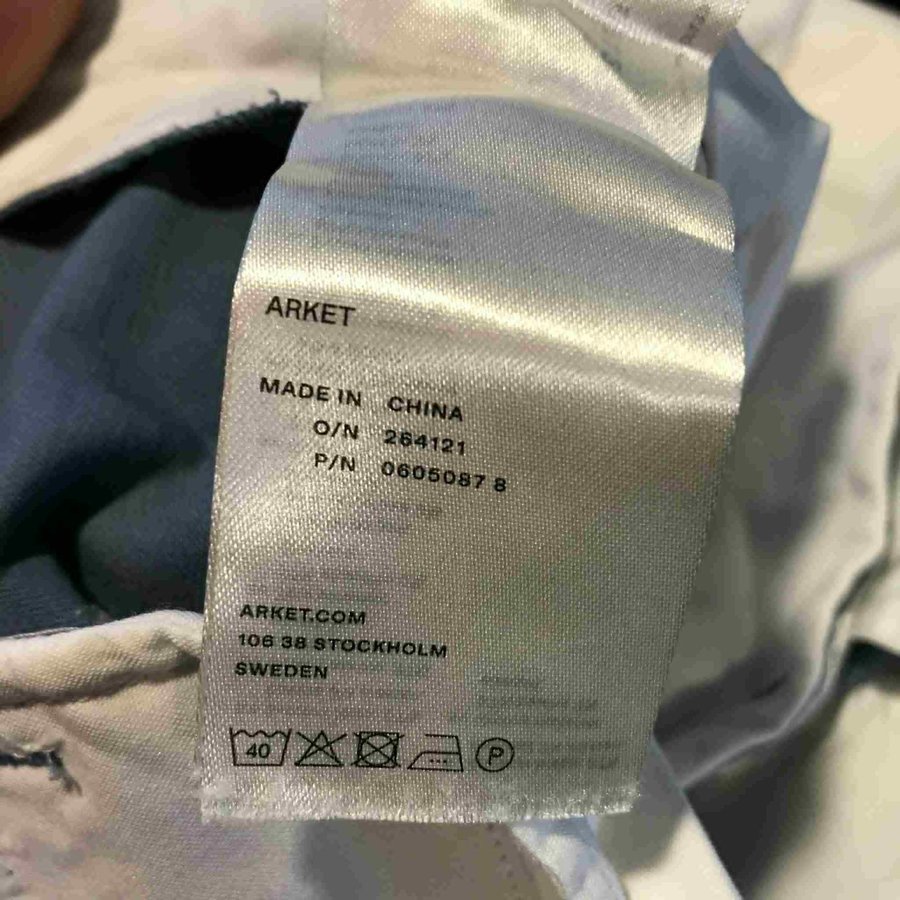 ARKET
MADE IN CHINA
O/N 264121
P/N 0605087 8
ARKET.COM
106 38 STOCKHOLM
SWEDEN
40
P